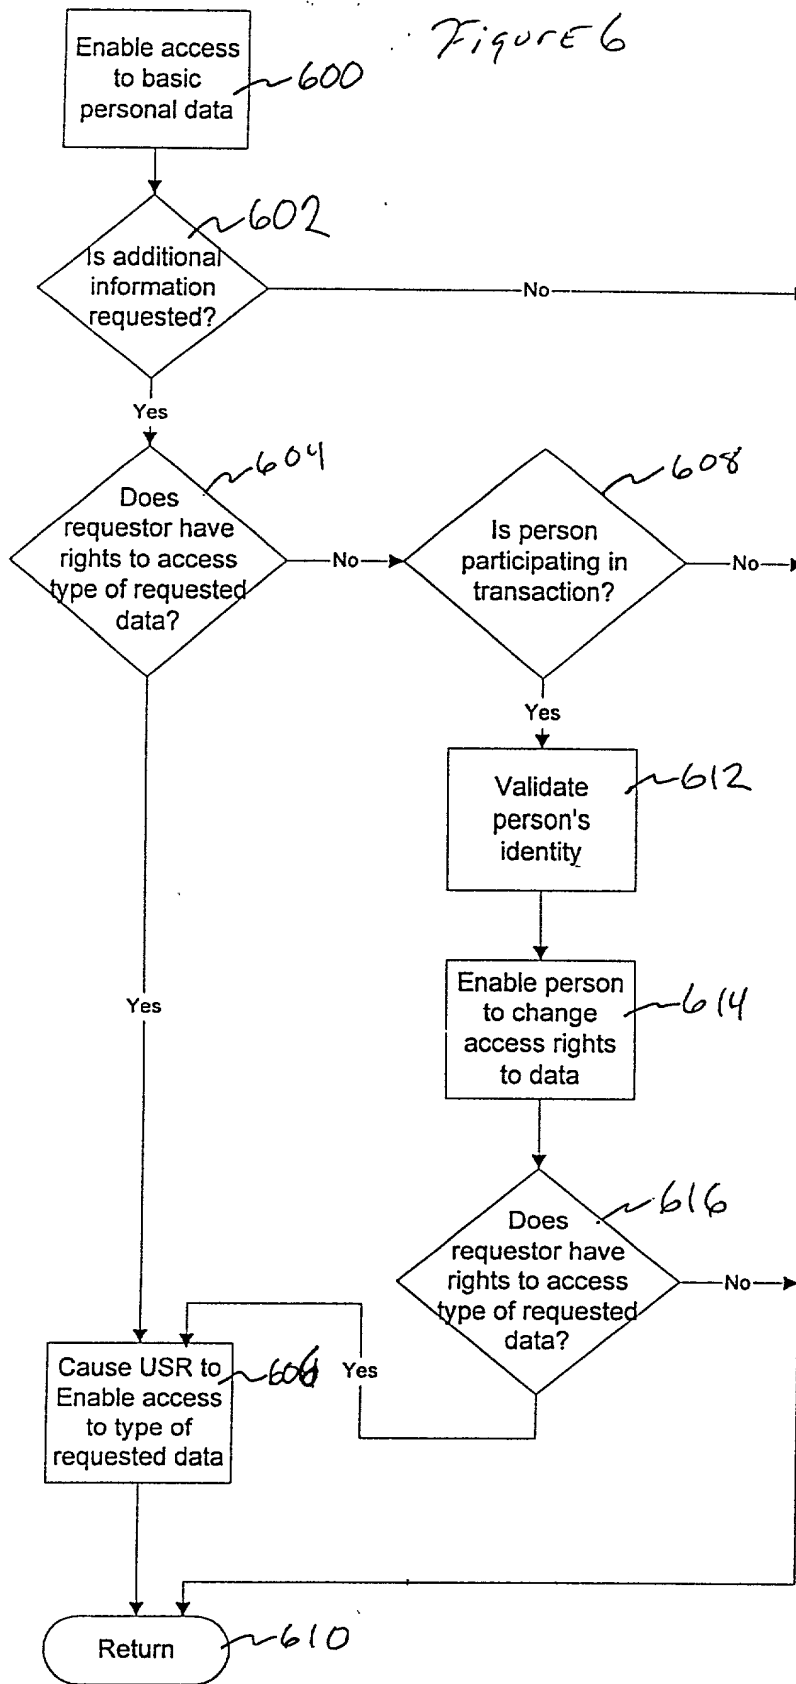 Figure 6
Enable access
to basic
personal data
600
602
Is additional
information
requested?
No
Yes
604
Does
requestor have
rights to access
type of requested
data?
No
608
Is person
participating in
transaction?
No
Yes
Validate
person's
identity
612
Enable person
to change
access rights
to data
614
Yes
616
Does
requestor have
rights to access
type of requested
data?
No
Cause USR to
Enable access
to type of
requested data
606
Yes
Return
610